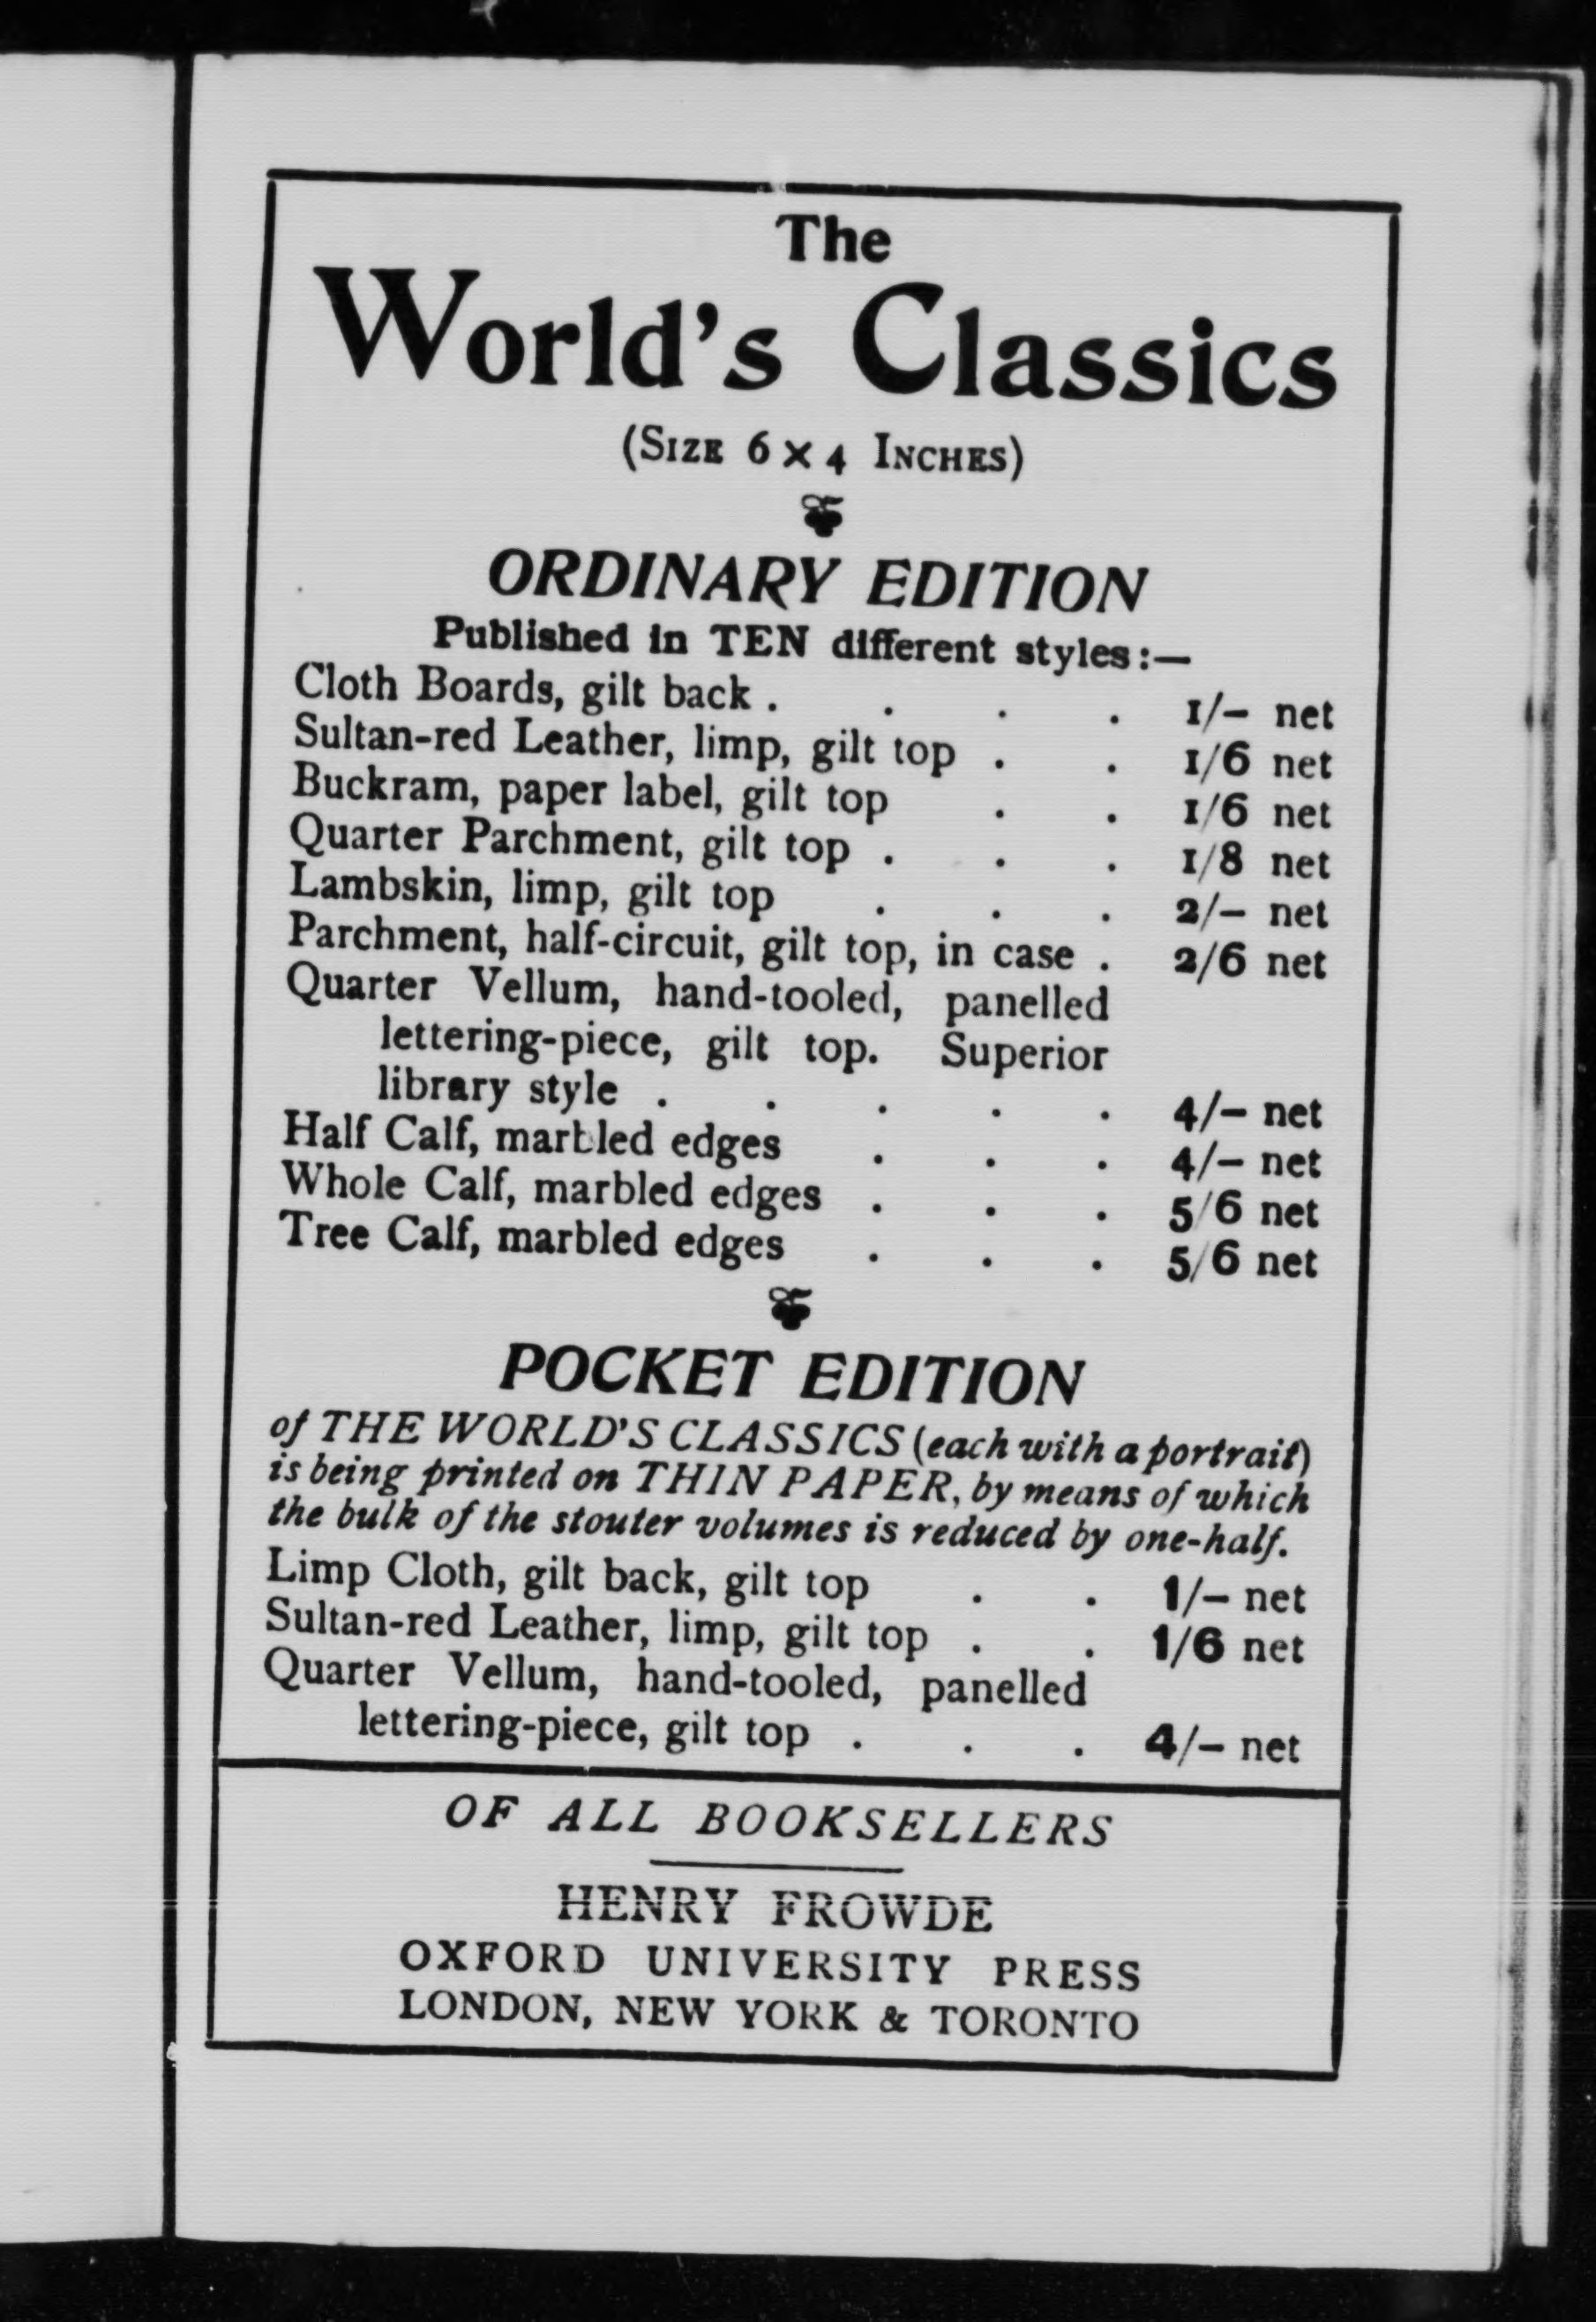 The
World's Classics
(Size 6 × 4 Inches)
ORDINARY EDITION
Published in TEN different styles:—
Cloth Boards, gilt back . . . . 1/– net
Sultan-red Leather, limp, gilt top . . 1/6 net
Buckram, paper label, gilt top . . 1/6 net
Quarter Parchment, gilt top . . . 1/8 net
Lambskin, limp, gilt top . . . 2/– net
Parchment, half-circuit, gilt top, in case . 2/6 net
Quarter Vellum, hand-tooled, panelled
lettering-piece, gilt top. Superior
library style . . . . . 4/– net
Half Calf, marbled edges . . . 4/– net
Whole Calf, marbled edges . . . 5/6 net
Tree Calf, marbled edges . . . 5/6 net
POCKET EDITION
of THE WORLD'S CLASSICS (each with a portrait)
is being printed on THIN PAPER, by means of which
the bulk of the stouter volumes is reduced by one-half.
Limp Cloth, gilt back, gilt top . . 1/– net
Sultan-red Leather, limp, gilt top . . 1/6 net
Quarter Vellum, hand-tooled, panelled
lettering-piece, gilt top . . . 4/– net
OF ALL BOOKSELLERS
HENRY FROWDE
OXFORD UNIVERSITY PRESS
LONDON, NEW YORK & TORONTO